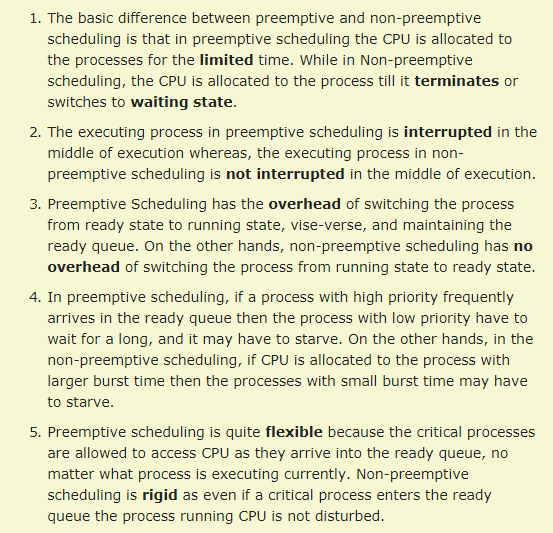 1. The basic difference between preemptive and non-preemptive
scheduling is that in preemptive scheduling the CPU is allocated to
the processes for the limited time. While in Non-preemptive
scheduling, the CPU is allocated to the process till it terminates or
switches to waiting state.
2. The executing process in preemptive scheduling is interrupted in the
middle of execution whereas, the executing process in non-
preemptive scheduling is not interrupted in the middle of execution.
3. Preemptive Scheduling has the overhead of switching the process
from ready state to running state, vise-verse, and maintaining the
ready queue. On the other hands, non-preemptive scheduling has no
overhead of switching the process from running state to ready state.
4. In preemptive scheduling, if a process with high priority frequently
arrives in the ready queue then the process with low priority have to
wait for a long, and it may have to starve. On the other hands, in the
non-preemptive scheduling, if CPU is allocated to the process with
larger burst time then the processes with small burst time may have
to starve.
5. Preemptive scheduling is quite flexible because the critical processes
are allowed to access CPU as they arrive into the ready queue, no
matter what process is executing currently. Non-preemptive
scheduling is rigid as even if a critical process enters the ready
queue the process running CPU is not disturbed.